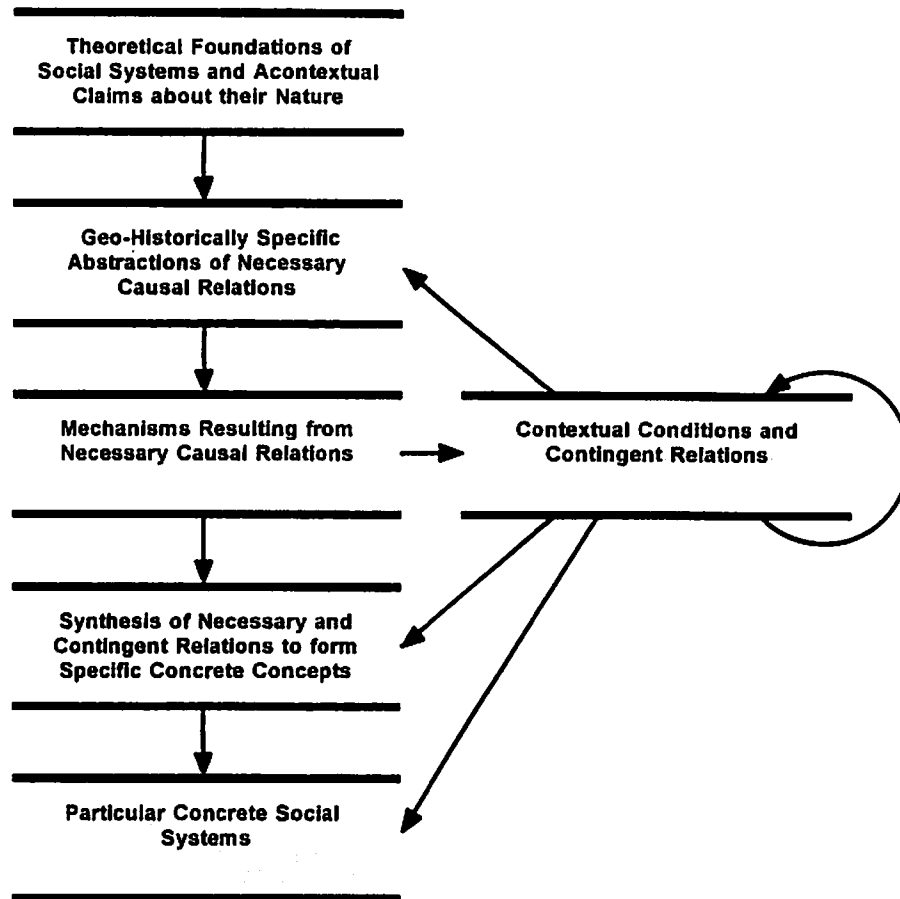 Theoretical Foundations of
Social Systems and Acontextual
Claims about their Nature
Geo-Historically Specific
Abstractions of Necessary
Causal Relations
Mechanisms Resulting from
Necessary Causal Relations
Contextual Conditions and
Contingent Relations
Synthesis of Necessary and
Contingent Relations to form
Specific Concrete Concepts
Particular Concrete Social
Systems